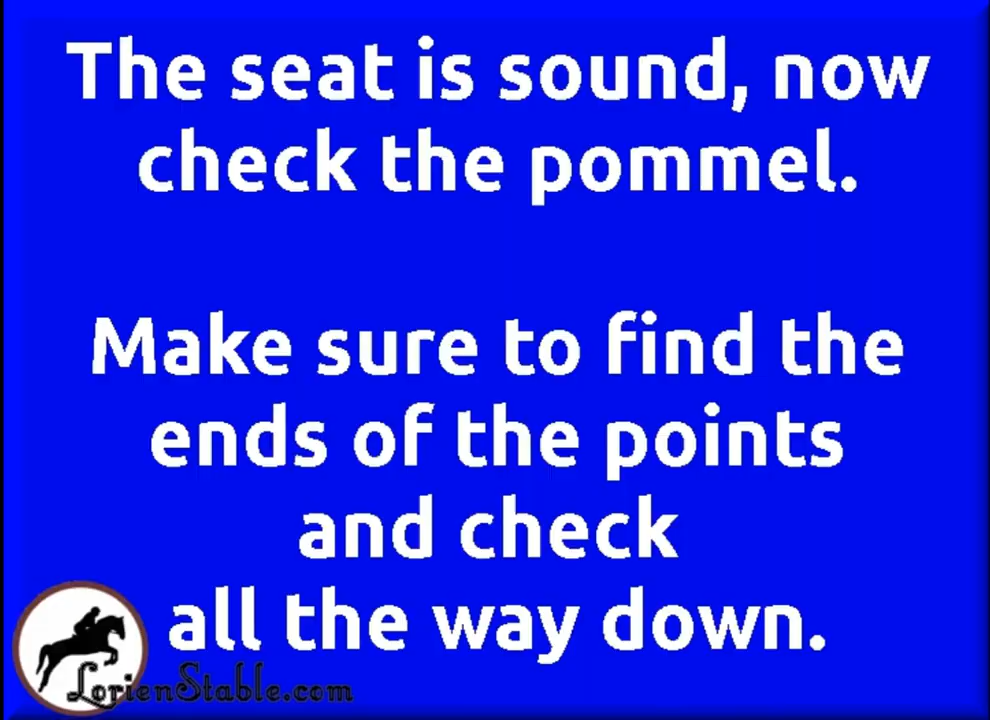 The seat is sound, now
check the pommel.
Make sure to find the
ends of the points
and check
all the way down.
LorienStable.com